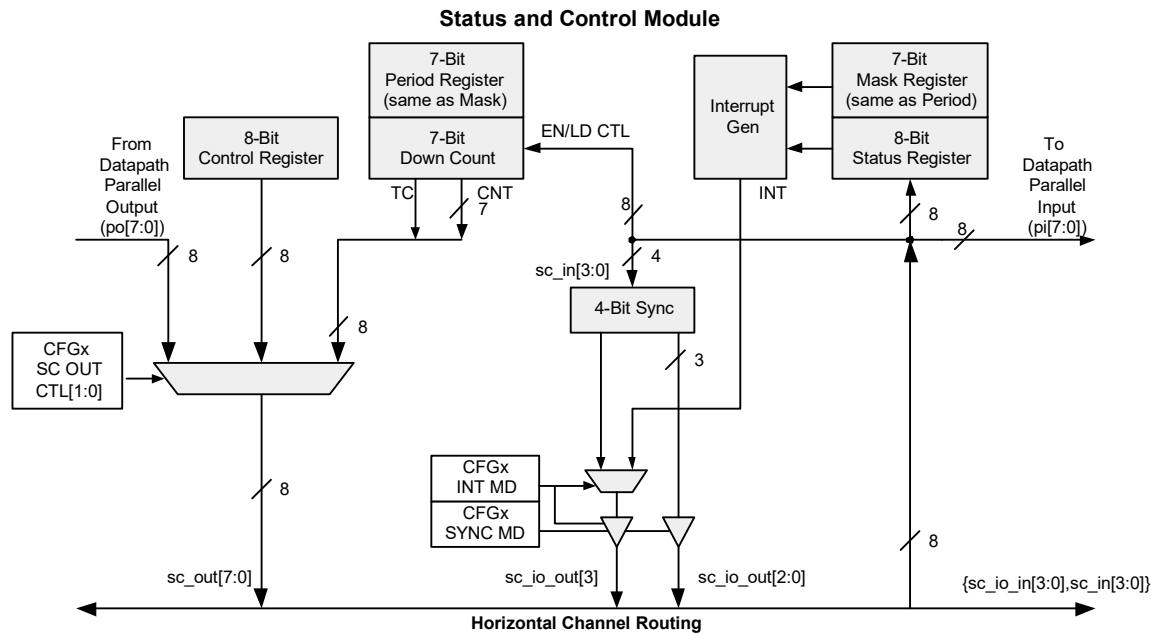 Status and Control Module
7-Bit
Period Register
(same as Mask)
7-Bit
Down Count
TC
CNT
7
EN/LD CTL
Interrupt
Gen
INT
7-Bit
Mask Register
(same as Period)
8-Bit
Status Register
8-Bit
Control Register
From
Datapath
Parallel
Output
(po[7:0])
To
Datapath
Parallel
Input
(pi[7:0])
8
8
8
8
8
8
4
sc_in[3:0]
4-Bit Sync
3
CFGx
SC OUT
CTL[1:0]
CFGx
INT MD
CFGx
SYNC MD
8
8
sc_out[7:0]
sc_io_out[3]
sc_io_out[2:0]
{sc_io_in[3:0],sc_in[3:0]}
Horizontal Channel Routing